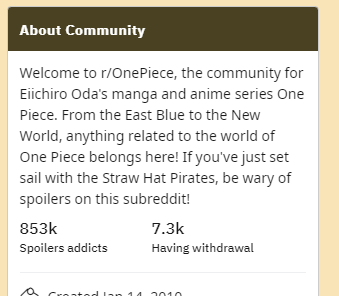 About Community
Welcome to r/OnePiece, the community for
Eiichiro Oda's manga and anime series One
Piece. From the East Blue to the New
World, anything related to the world of
One Piece belongs here! If you've just set
sail with the Straw Hat Pirates, be wary of
spoilers on this subreddit!
853k 7.3k
Spoilers addicts Having withdrawal
Created Jan 14, 2010